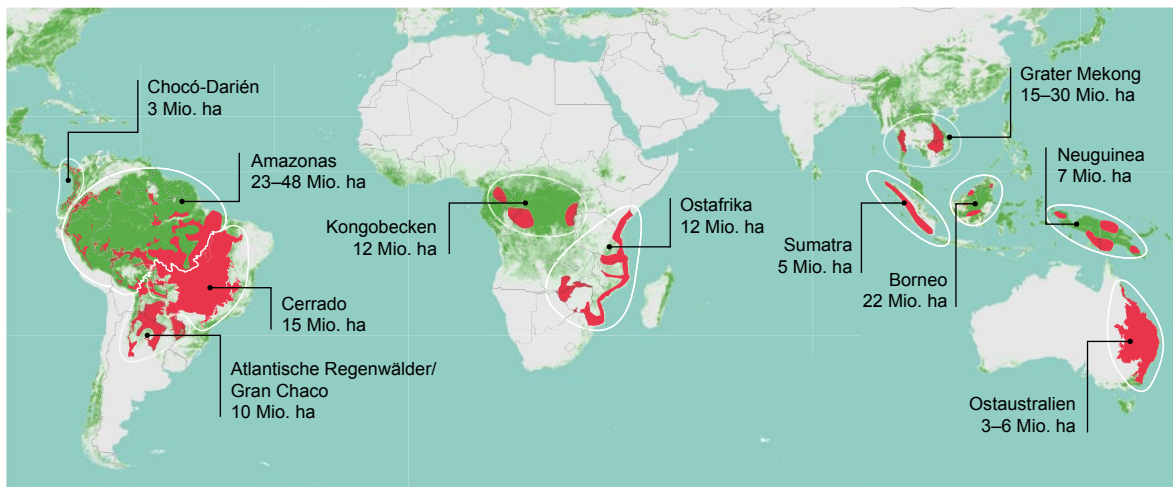 Chocó-Darién
3 Mio. ha
Amazonas
23–48 Mio. ha
Cerrado
15 Mio. ha
Atlantische Regenwälder/
Gran Chaco
10 Mio. ha
Kongobecken
12 Mio. ha
Ostafrika
12 Mio. ha
Grater Mekong
15–30 Mio. ha
Sumatra
5 Mio. ha
Borneo
22 Mio. ha
Neuguinea
7 Mio. ha
Ostaustralien
3–6 Mio. ha